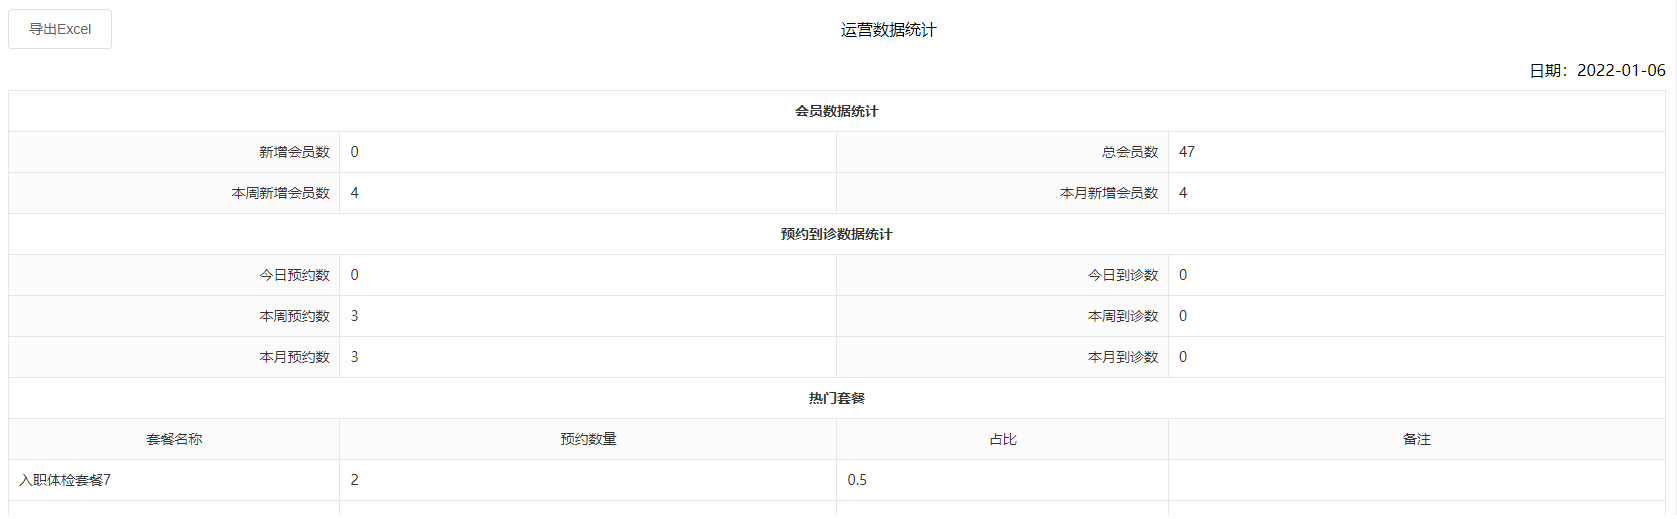 导出Excel 运营数据统计
日期：2022-01-06
会员数据统计
新增会员数 0 总会员数 47
本周新增会员数 4 本月新增会员数 4
预约到诊数据统计
今日预约数 0 今日到诊数 0
本周预约数 3 本周到诊数 0
本月预约数 3 本月到诊数 0
热门套餐
套餐名称 预约数量 占比 备注
入职体检套餐7 2 0.5